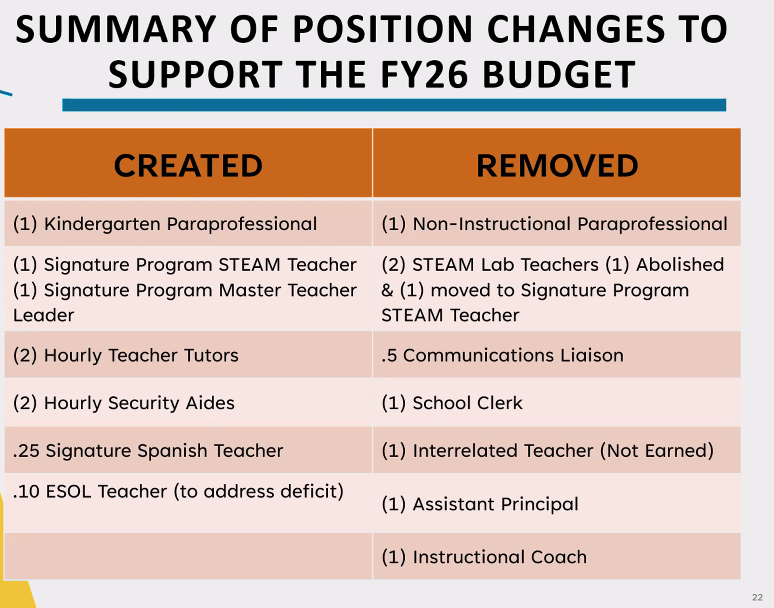 SUMMARY OF POSITION CHANGES TO
SUPPORT THE FY26 BUDGET
CREATED
REMOVED
(1) Kindergarten Paraprofessional
(1) Non-Instructional Paraprofessional
(1) Signature Program STEAM Teacher
(1) Signature Program Master Teacher
Leader
(2) STEAM Lab Teachers (1) Abolished
& (1) moved to Signature Program
STEAM Teacher
(2) Hourly Teacher Tutors
.5 Communications Liaison
(2) Hourly Security Aides
(1) School Clerk
.25 Signature Spanish Teacher
(1) Interrelated Teacher (Not Earned)
.10 ESOL Teacher (to address deficit)
(1) Assistant Principal
(1) Instructional Coach
22